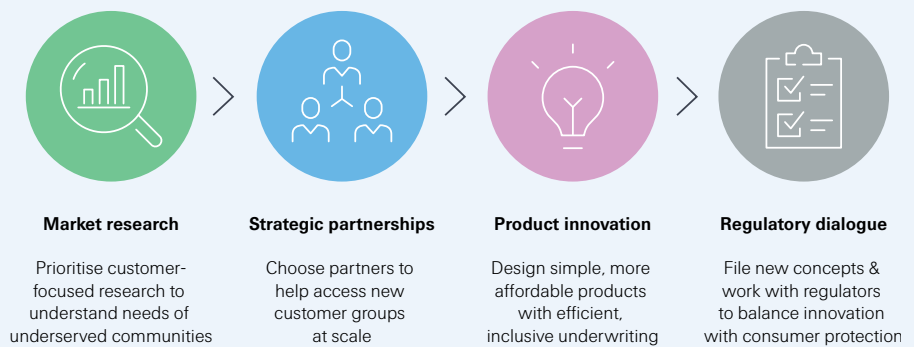 Market research
Prioritise customer-
focused research to
understand needs of
underserved communities
Strategic partnerships
Choose partners to
help access new
customer groups
at scale
Product innovation
Design simple, more
affordable products
with efficient,
inclusive underwriting
Regulatory dialogue
File new concepts &
work with regulators
to balance innovation
with consumer protection